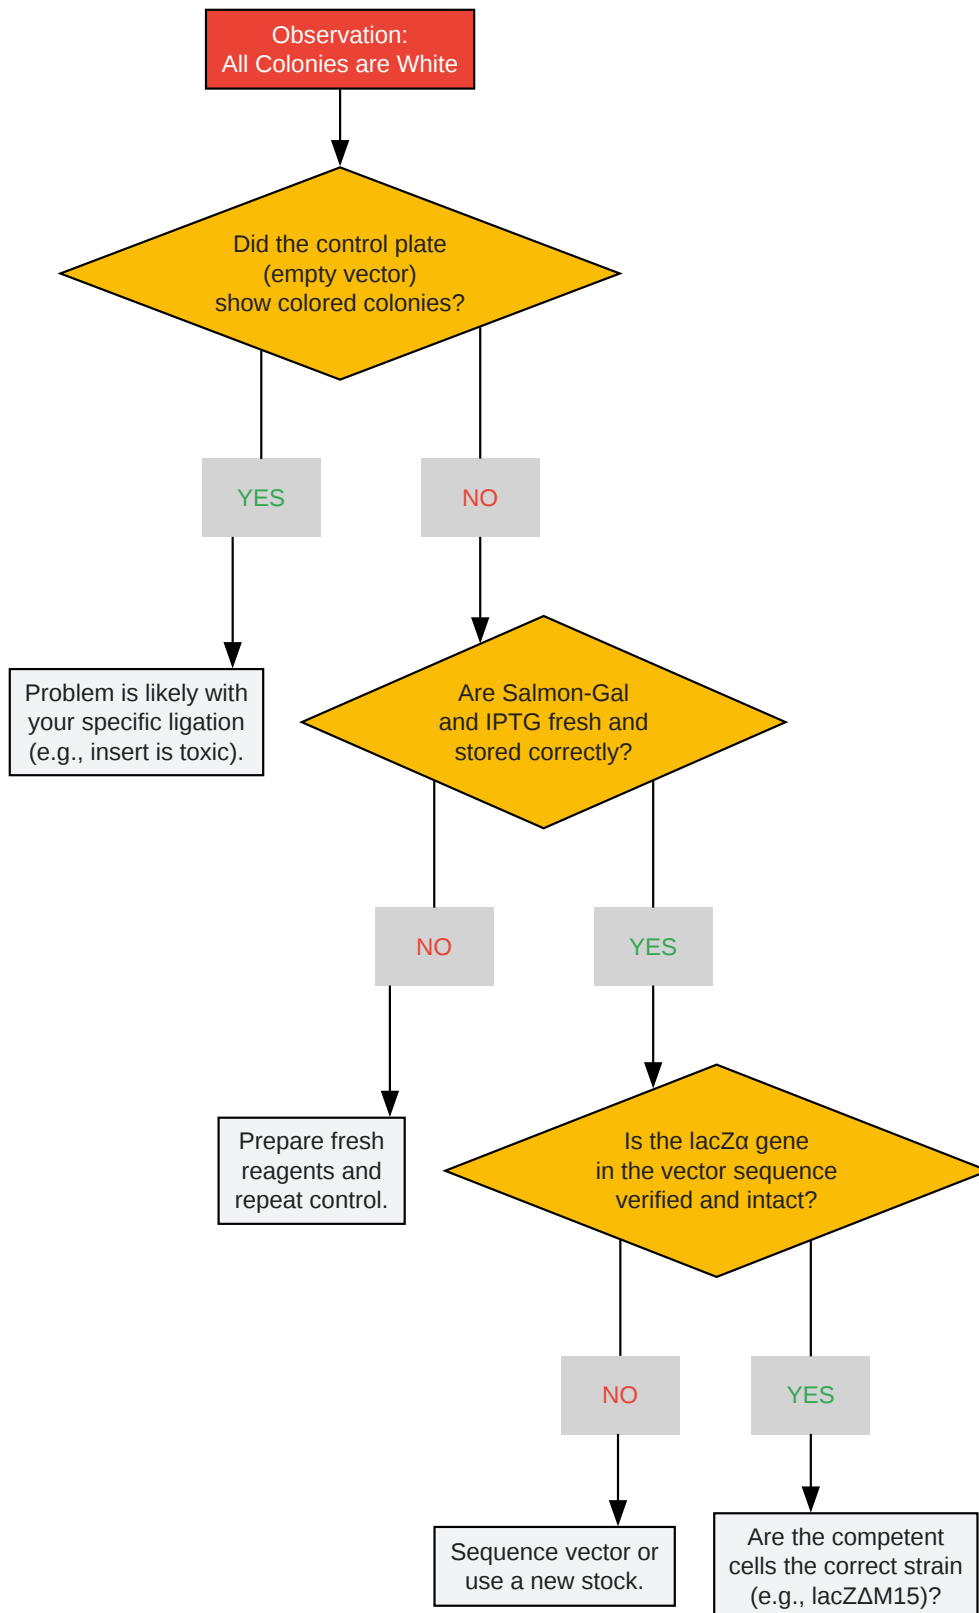 Observation:
All Colonies are White
Did the control plate
(empty vector)
show colored colonies?
YES
NO
Problem is likely with
your specific ligation
(e.g., insert is toxic).
Are Salmon-Gal
and IPTG fresh and
stored correctly?
NO
YES
Prepare fresh
reagents and
repeat control.
Is the lacZα gene
in the vector sequence
verified and intact?
NO
YES
Sequence vector or
use a new stock.
Are the competent
cells the correct strain
(e.g., lacZΔM15)?